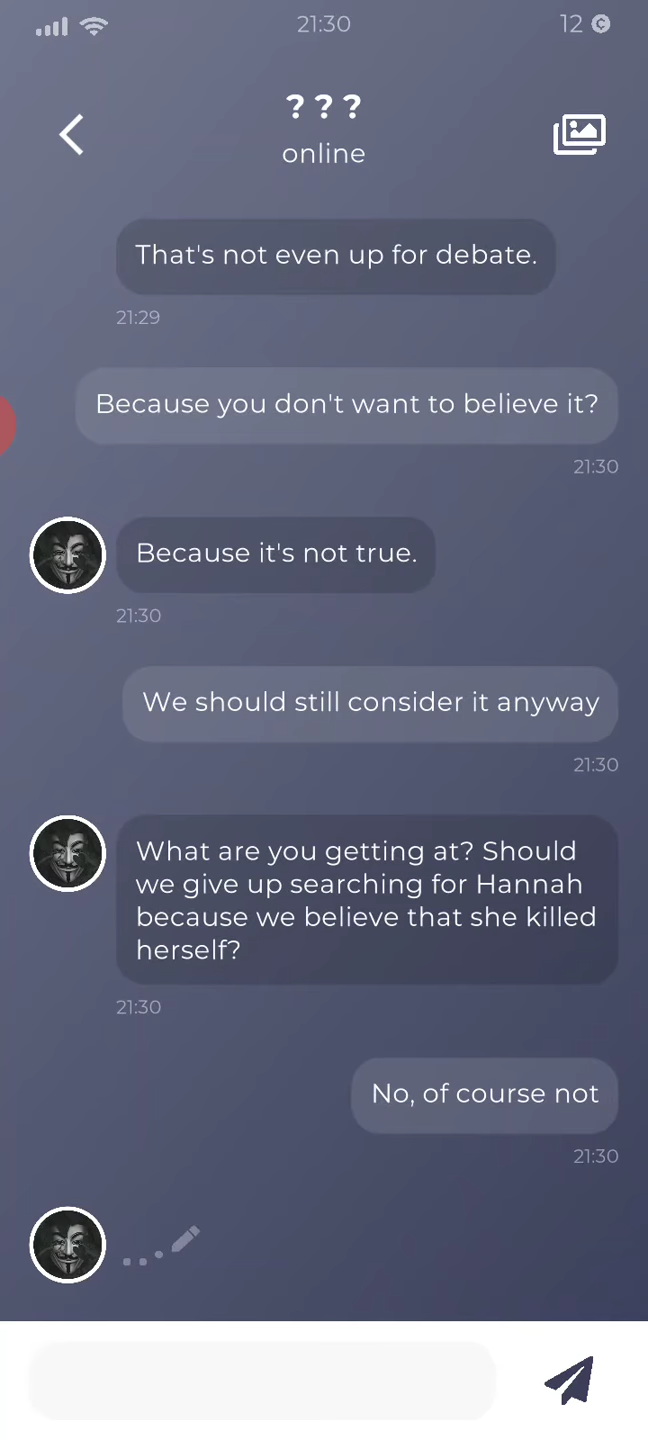 21:30
12
? ? ?
online
That's not even up for debate.
21:29
Because you don't want to believe it?
21:30
Because it's not true.
21:30
We should still consider it anyway
21:30
What are you getting at? Should
we give up searching for Hannah
because we believe that she killed
herself?
21:30
No, of course not
21:30